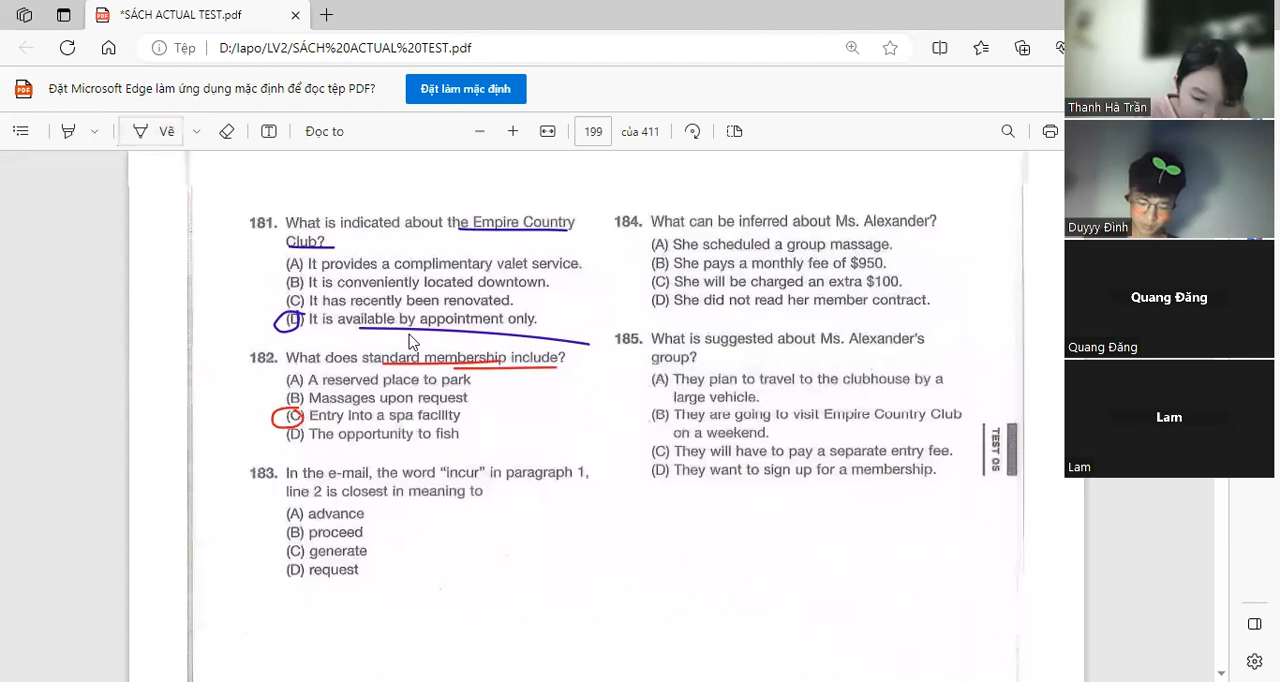 *SÁCH ACTUAL TEST.pdf
Tệp
D:/lapo/LV2/SÁCH%20ACTUAL%20TEST.pdf
Đặt Microsoft Edge làm ứng dụng mặc định để đọc tệp PDF?
Đặt làm mặc định
Vẽ
Đọc to
199
của 411
181. What is indicated about the Empire Country
Club?
(A) It provides a complimentary valet service.
(B) It is conveniently located downtown.
(C) It has recently been renovated.
(D) It is available by appointment only.
182. What does standard membership include?
(A) A reserved place to park
(B) Massages upon request
(C) Entry into a spa facility
(D) The opportunity to fish
183. In the e-mail, the word “incur” in paragraph 1,
line 2 is closest in meaning to
(A) advance
(B) proceed
(C) generate
(D) request
184. What can be inferred about Ms. Alexander?
(A) She scheduled a group massage.
(B) She pays a monthly fee of $950.
(C) She will be charged an extra $100.
(D) She did not read her member contract.
185. What is suggested about Ms. Alexander's
group?
(A) They plan to travel to the clubhouse by a
large vehicle.
(B) They are going to visit Empire Country Club
on a weekend.
(C) They will have to pay a separate entry fee.
(D) They want to sign up for a membership.
TEST 05
Thanh Hà Trần
Duyyy Đình
Quang Đăng
Quang Đăng
Lam
Lam